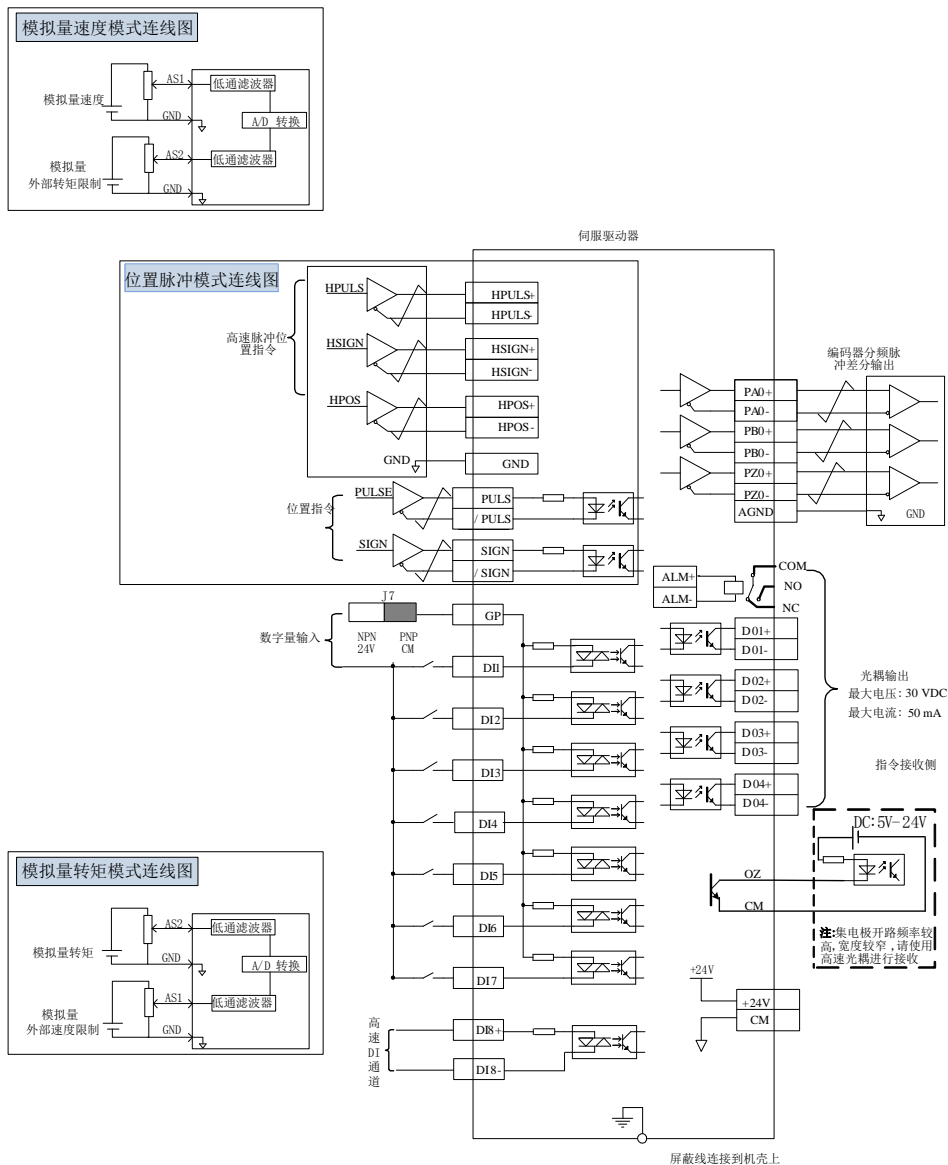 模拟量速度模式连线图
模拟量速度
AS1
GND
低通滤波器
A/D 转换
模拟量
外部转矩限制
AS2
GND
低通滤波器
伺服驱动器
位置脉冲模式连线图
高速脉冲位
置指令
HPULS
HPULS+
HPULS-
HSIGN
HSIGN+
HSIGN-
HPOS
HPOS+
HPOS-
GND
GND
位置指令
PULSE
PULS
/ PULS
SIGN
SIGN
/ SIGN
编码器分频脉
冲差分输出
PA0+
PA0-
PB0+
PB0-
PZ0+
PZ0-
AGND
GND
ALM+
ALM-
COM
NO
NC
D01+
D01-
D02+
D02-
D03+
D03-
D04+
D04-
光耦输出
最大电压: 30 VDC
最大电流: 50 mA
指令接收侧
DC:5V-24V
OZ
CM
注:集电极开路频率较
高,宽度较窄,请使用
高速光耦进行接收
+24V
+24V
CM
数字量输入
J7
NPN
24V
PNP
CM
GP
DI1
DI2
DI3
DI4
DI5
DI6
DI7
高
速
DI
通
道
DI8+
DI8-
模拟量转矩模式连线图
模拟量转矩
AS2
GND
低通滤波器
A/D 转换
模拟量
外部速度限制
AS1
GND
低通滤波器
屏蔽线连接到机壳上